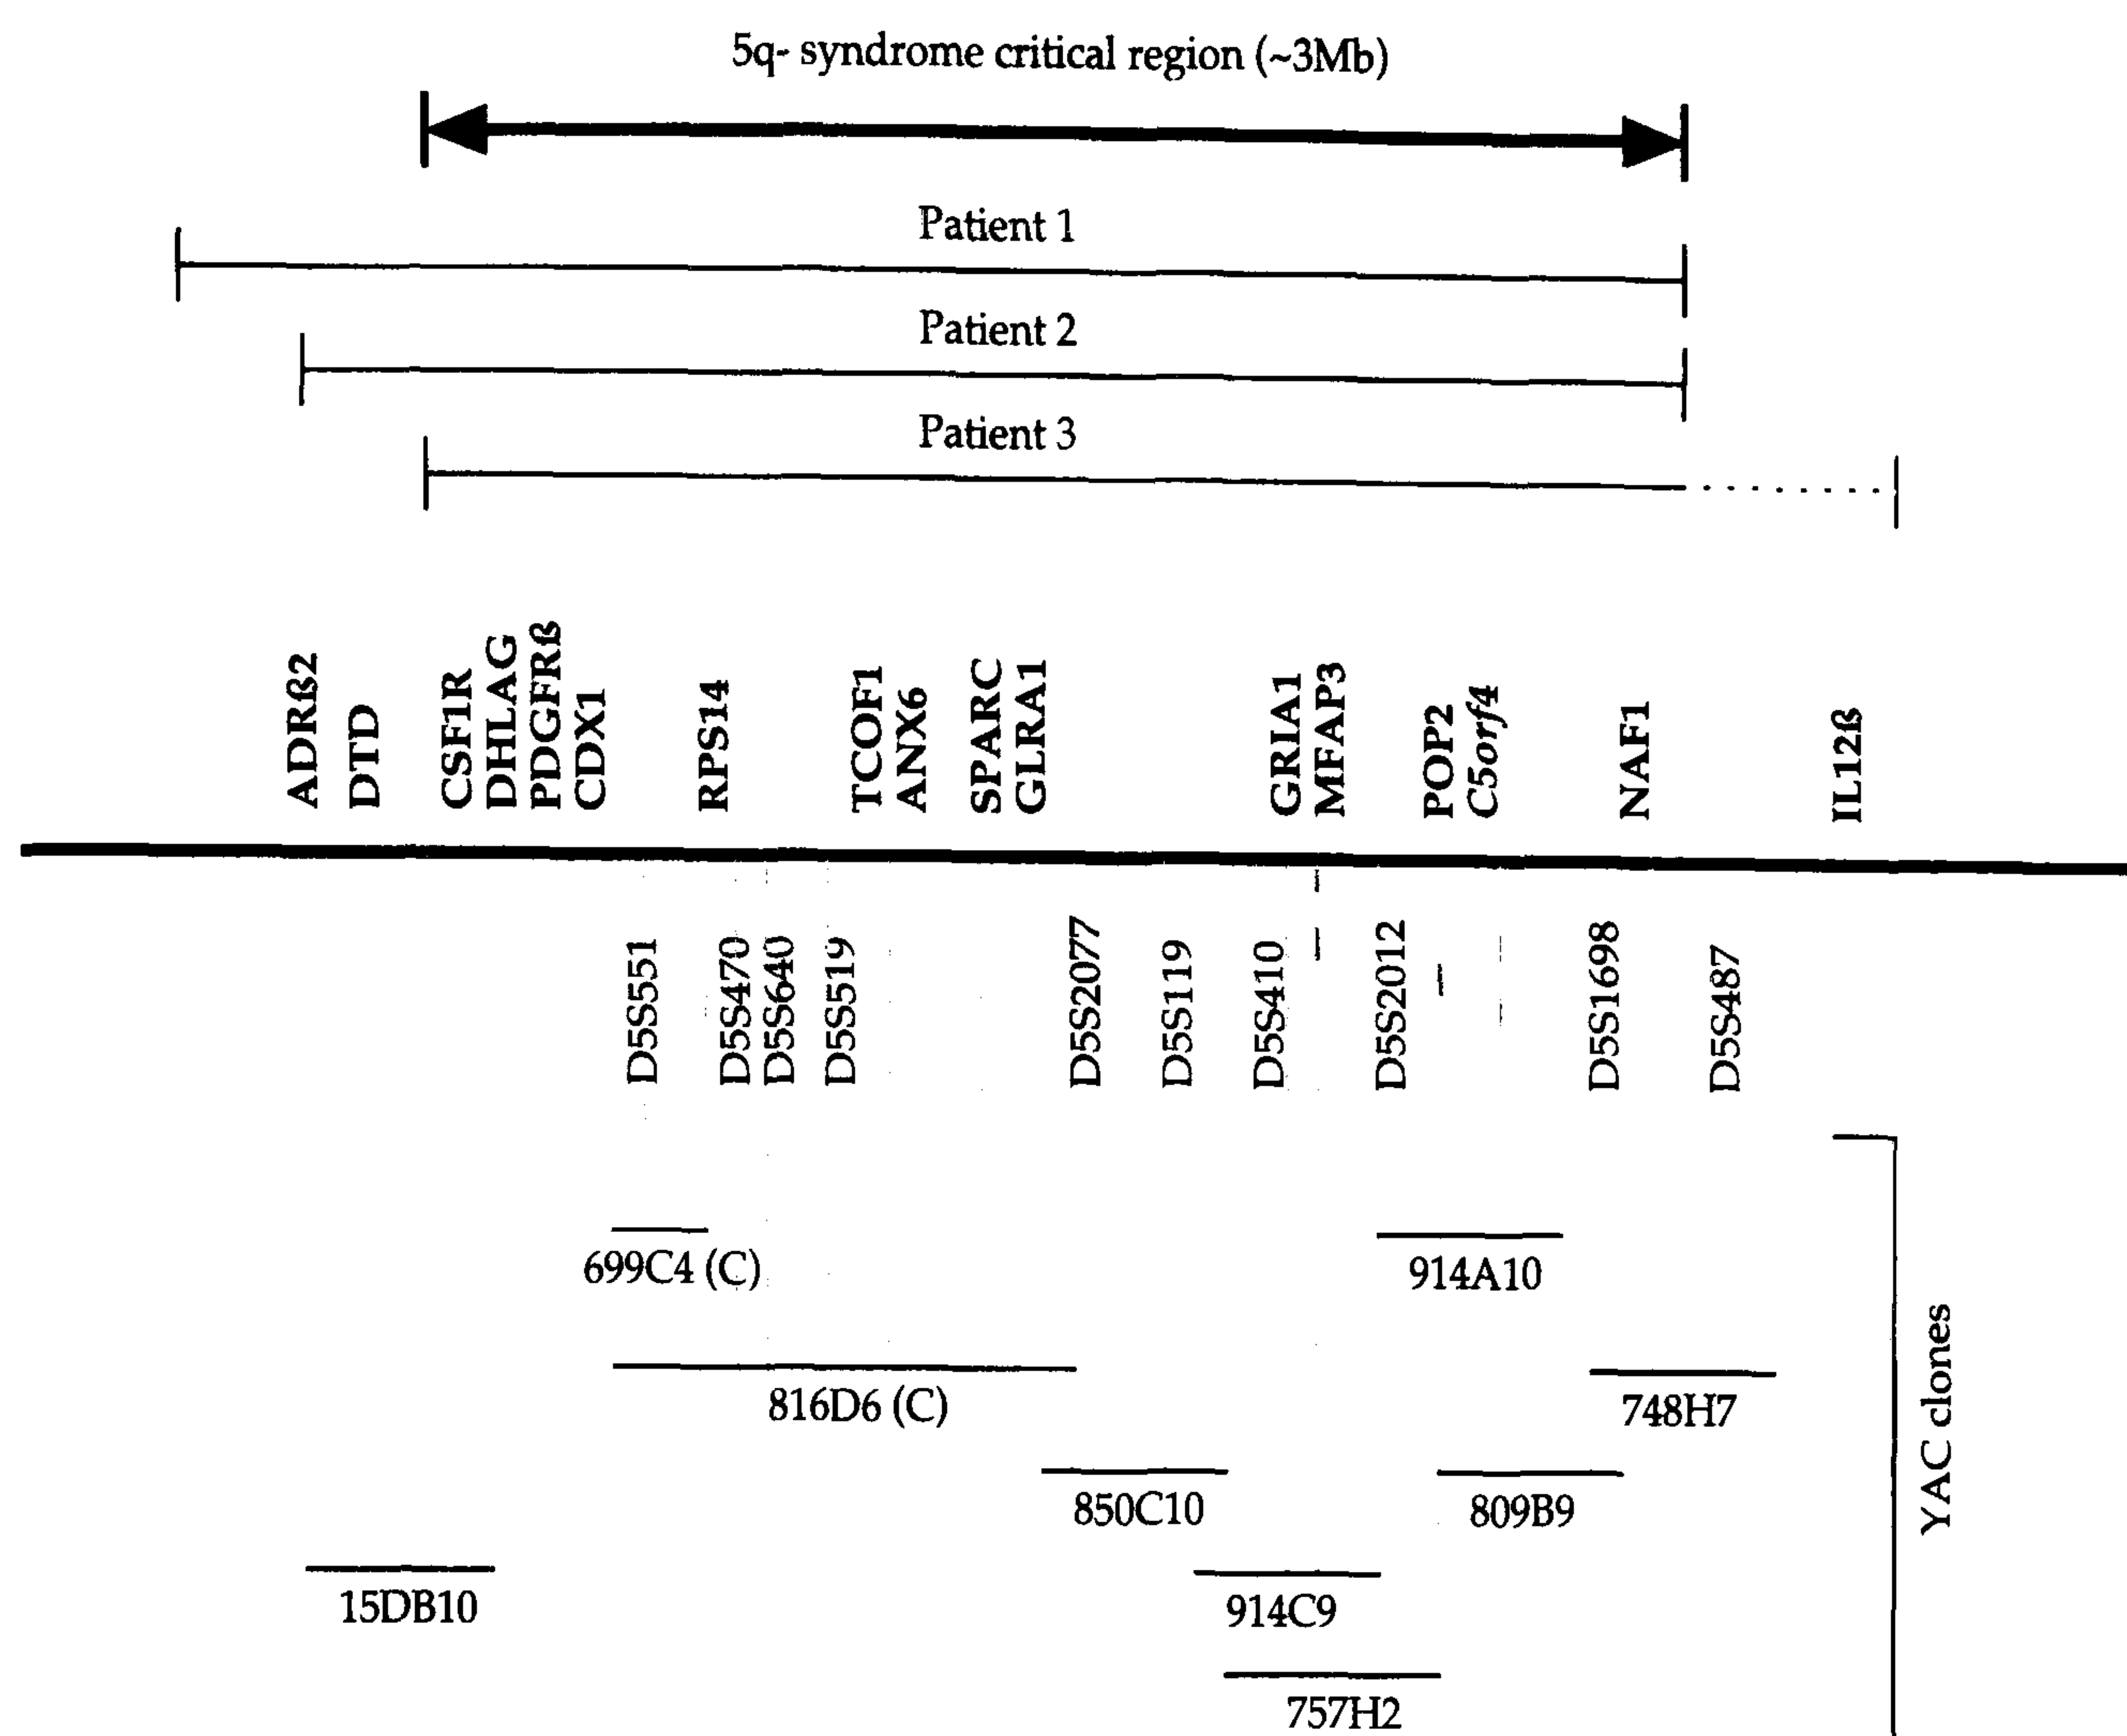 5q- syndrome critical region (~3Mb)
Patient 1
Patient 2
Patient 3
ADRß2
DTD
CSF1R
DHLAG
PDGFRß
CDX1
RPS14
TCOF1
ANX6
SPARC
GLRA1
GRIA1
MFAP3
POP2
C5orf4
NAF1
IL12ß
D5S551
D5S470
D5S640
D5S519
D5S2077
D5S119
D5S410
D5S2012
D5S1698
D5S487
699C4 (C)
914A10
816D6 (C)
748H7
850C10
809B9
15DB10
914C9
757H2
YAC clones